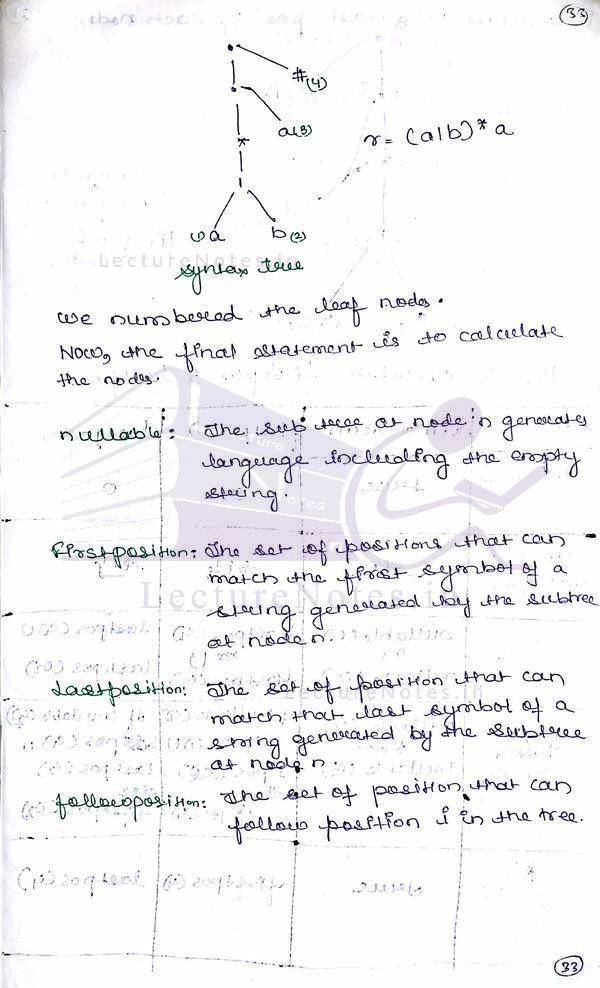 33
#(4)
a(3)
r = (a|b)* a
*
|
(1)a b(2)
LectureNotes.in
syntax tree
we numbered the leaf nodes.
Now, the final statement is to calculate
the nodes.
nullable: The sub tree at node n generates
language including the empty
string.
Firstposition: The set of positions that can
match the first symbol of a
LectureNotes.in
string generated by the subtree
at node n.
Lastposition: The set of position that can
LectureNotes.in
match that last symbol of a
string generated by the subtree
at node n.
followposition: The set of position that can
follow position i in the tree.
33